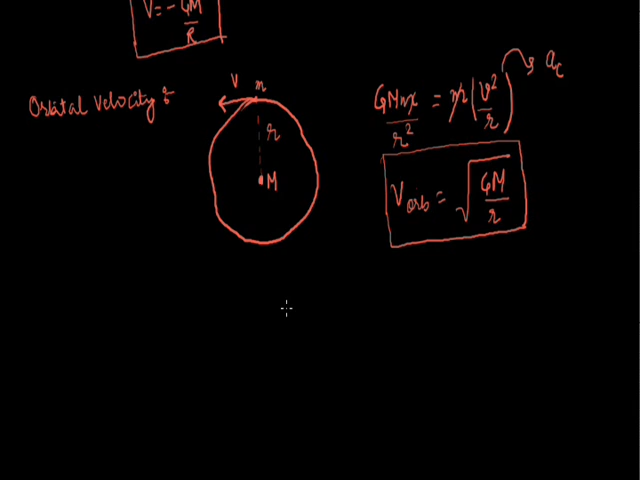 V = - GM/R
Orbital Velocity :
V m
r
M
GMm/r² = m(v²/r) → a_c
V_orb = √(GM/r)